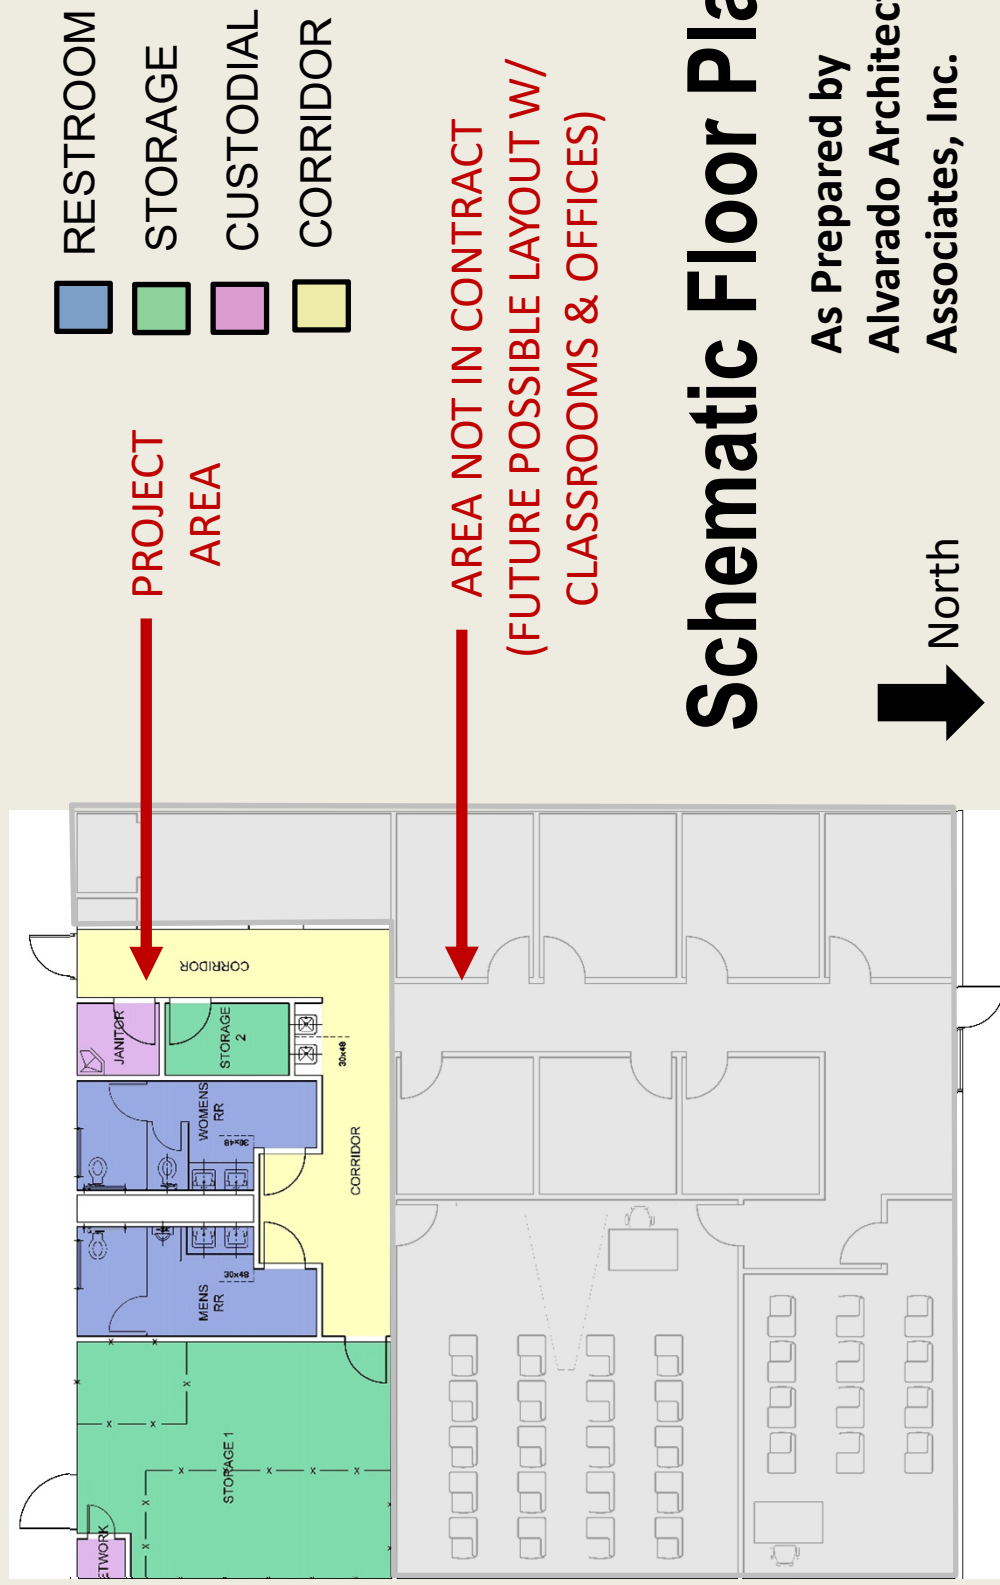 RESTROOM
STORAGE
CUSTODIAL
CORRIDOR
PROJECT
AREA
AREA NOT IN CONTRACT
(FUTURE POSSIBLE LAYOUT W/
CLASSROOMS & OFFICES)
Schematic Floor Pla
As Prepared by
Alvarado Architec
Associates, Inc.
North
CORRIDOR
JANITOR
STORAGE
2
30x48
WOMENS
RR
30x48
CORRIDOR
MENS
RR
30x48
STORAGE 1
ETWORK